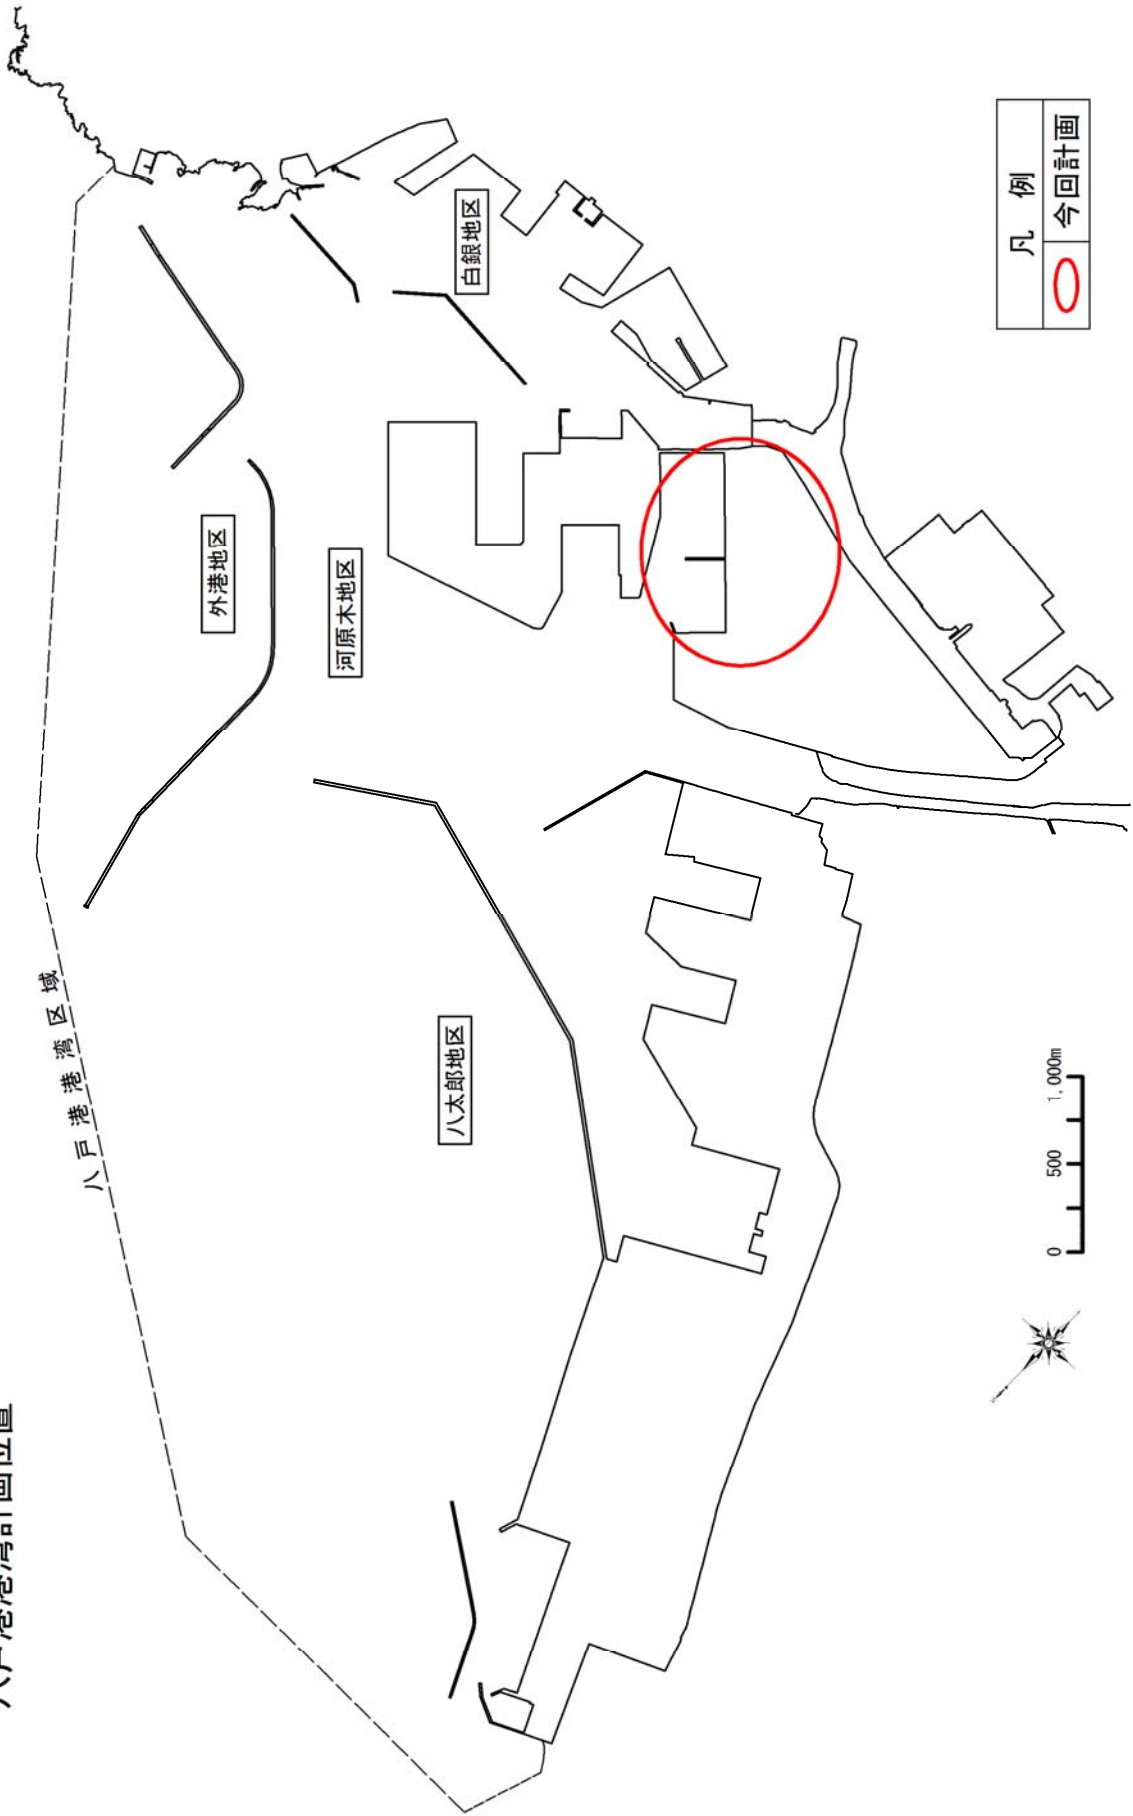 八戸港港湾計画位置
八戸港港湾区域
外港地区
河原木地区
白銀地区
八太郎地区
凡例
今回計画
0 500 1,000m